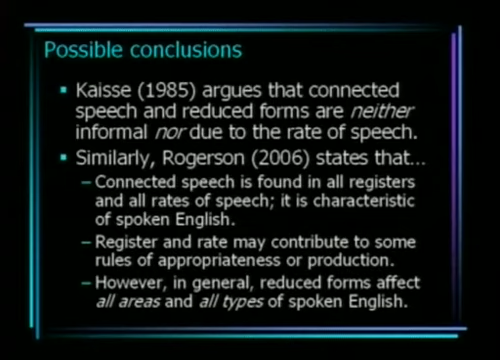 Possible conclusions
▪ Kaisse (1985) argues that connected
speech and reduced forms are neither
informal nor due to the rate of speech.
▪ Similarly, Rogerson (2006) states that...
– Connected speech is found in all registers
and all rates of speech; it is characteristic
of spoken English.
– Register and rate may contribute to some
rules of appropriateness or production.
– However, in general, reduced forms affect
all areas and all types of spoken English.